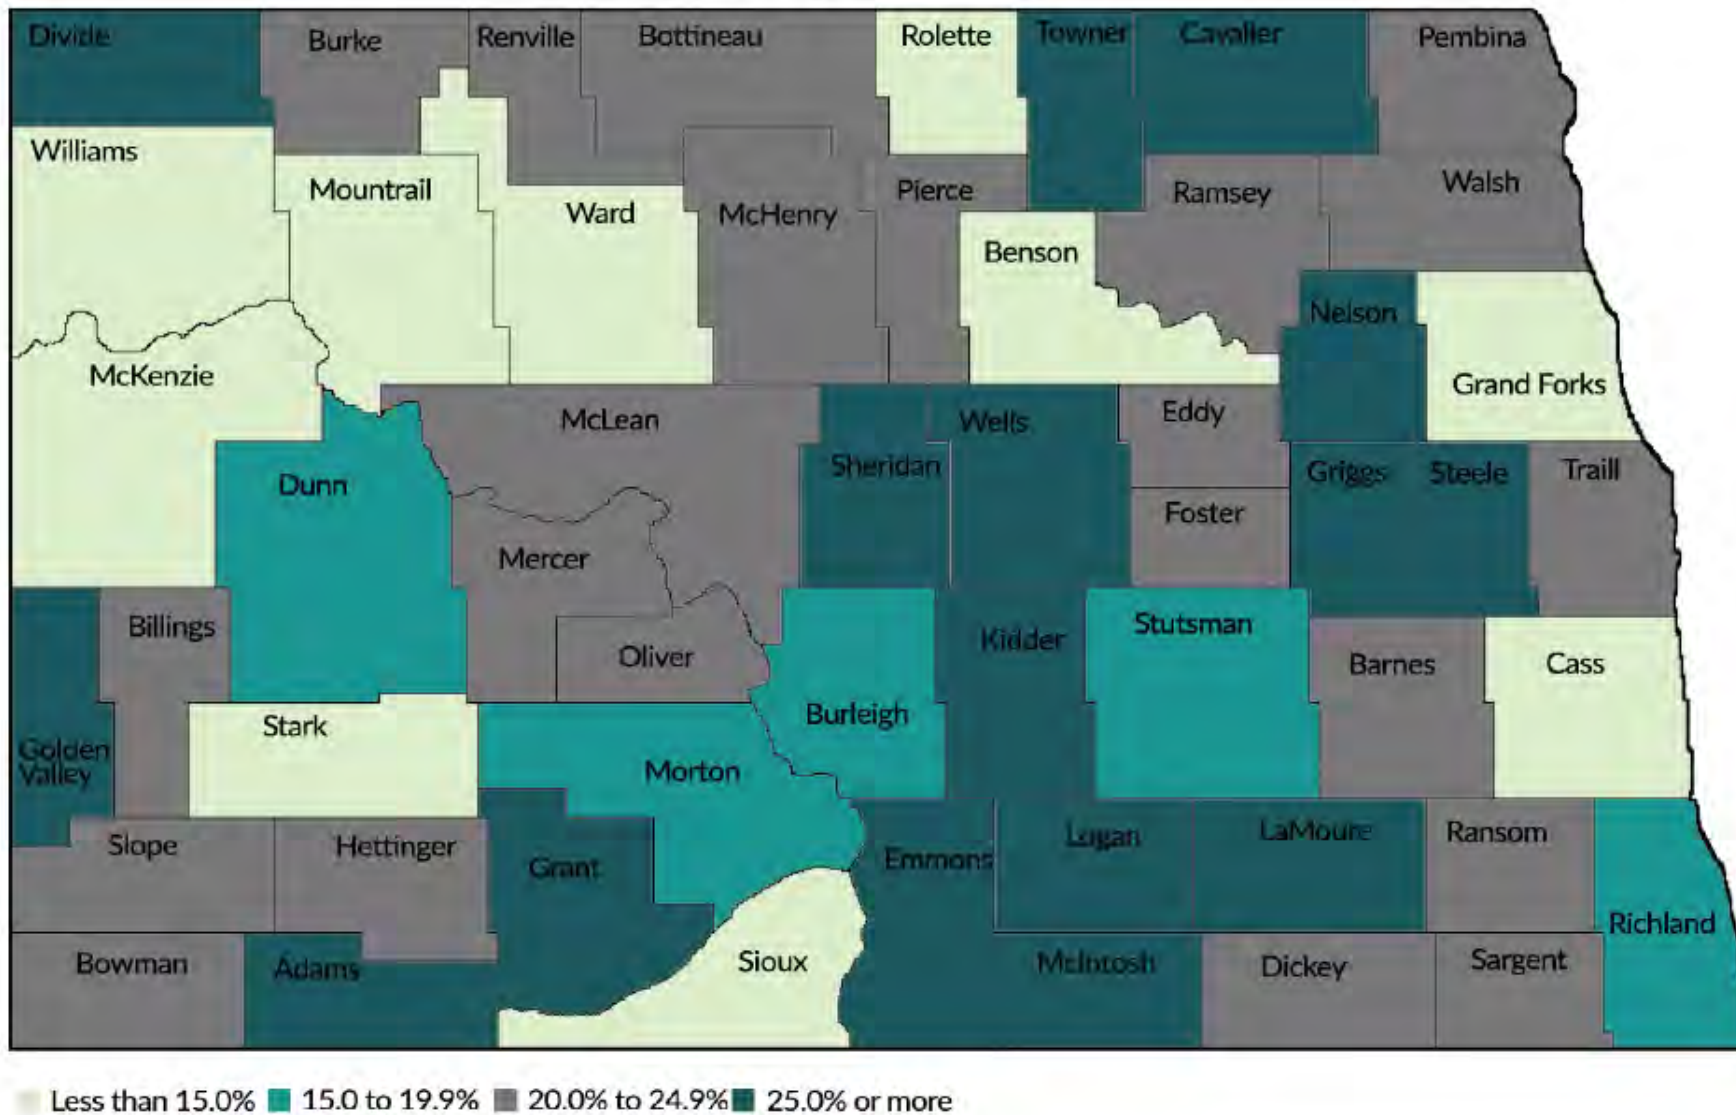 Divide
Burke
Renville
Bottineau
Rolette
Towner
Cavalier
Pembina
Williams
Mountrail
Ward
McHenry
Pierce
Ramsey
Walsh
Benson
Nelson
McKenzie
Grand Forks
McLean
Wells
Eddy
Sheridan
Griggs
Steele
Traill
Dunn
Foster
Mercer
Billings
Oliver
Kidder
Stutsman
Barnes
Cass
Stark
Burleigh
Golden
Valley
Morton
Slope
Hettinger
Grant
Emmons
Logan
LaMoure
Ransom
Richland
Bowman
Adams
Sioux
McIntosh
Dickey
Sargent
Less than 15.0% 15.0 to 19.9% 20.0% to 24.9% 25.0% or more